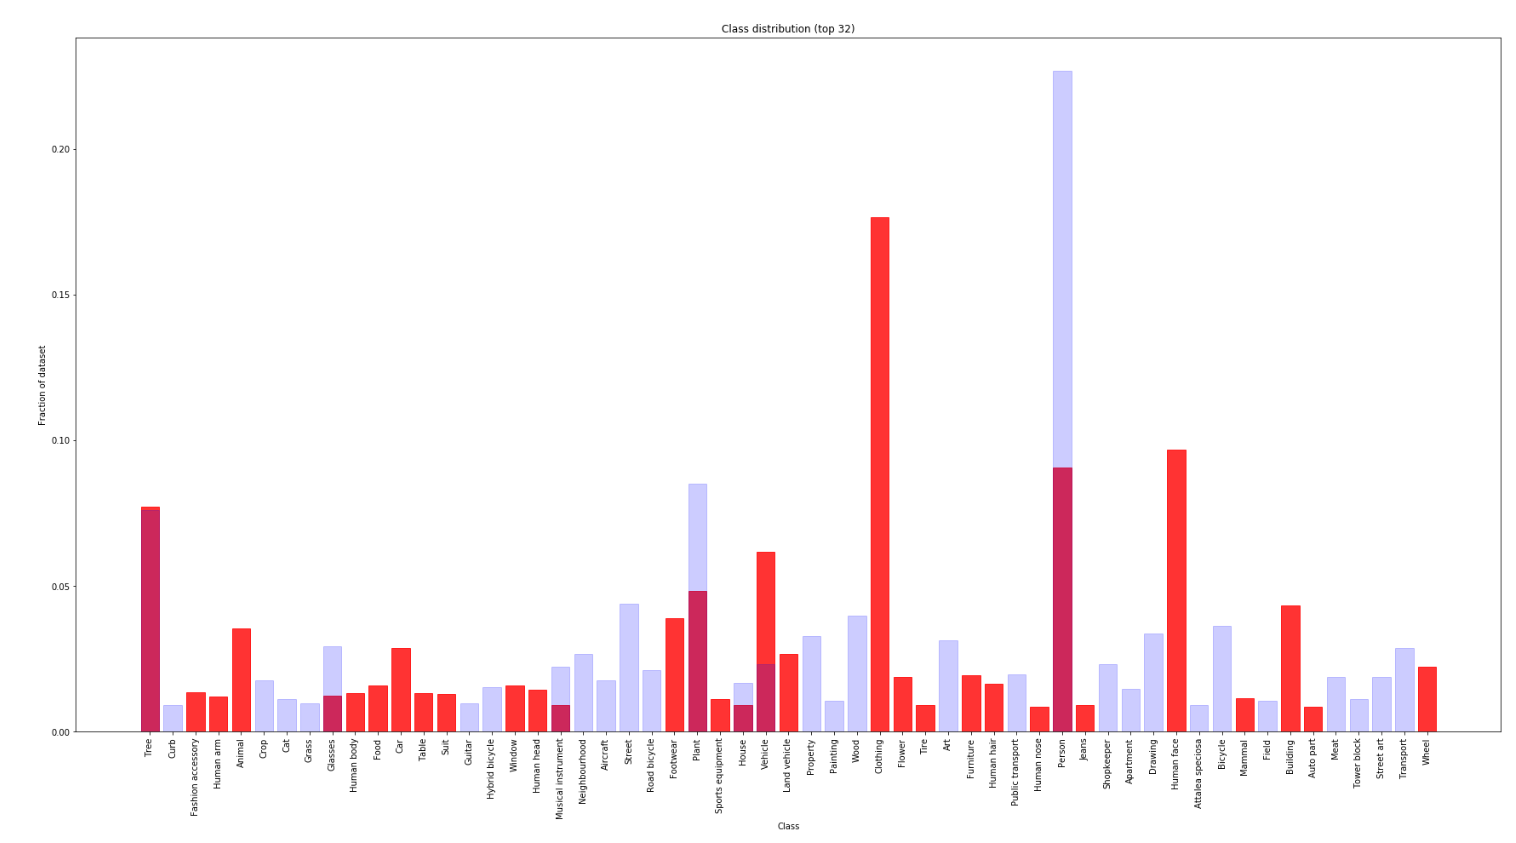 Class distribution (top 32)
Fraction of dataset
0.20
0.15
0.10
0.05
0.00
Tree
Curb
Fashion accessory
Human arm
Animal
Crop
Cat
Grass
Glasses
Human body
Food
Car
Table
Suit
Guitar
Hybrid bicycle
Window
Human head
Musical instrument
Neighbourhood
Aircraft
Street
Road bicycle
Footwear
Plant
Sports equipment
House
Vehicle
Land vehicle
Property
Painting
Wood
Clothing
Flower
Tire
Art
Furniture
Human hair
Public transport
Human nose
Person
Jeans
Shopkeeper
Apartment
Drawing
Human face
Attalea speciosa
Bicycle
Mammal
Field
Building
Auto part
Meat
Tower block
Street art
Transport
Wheel
Class